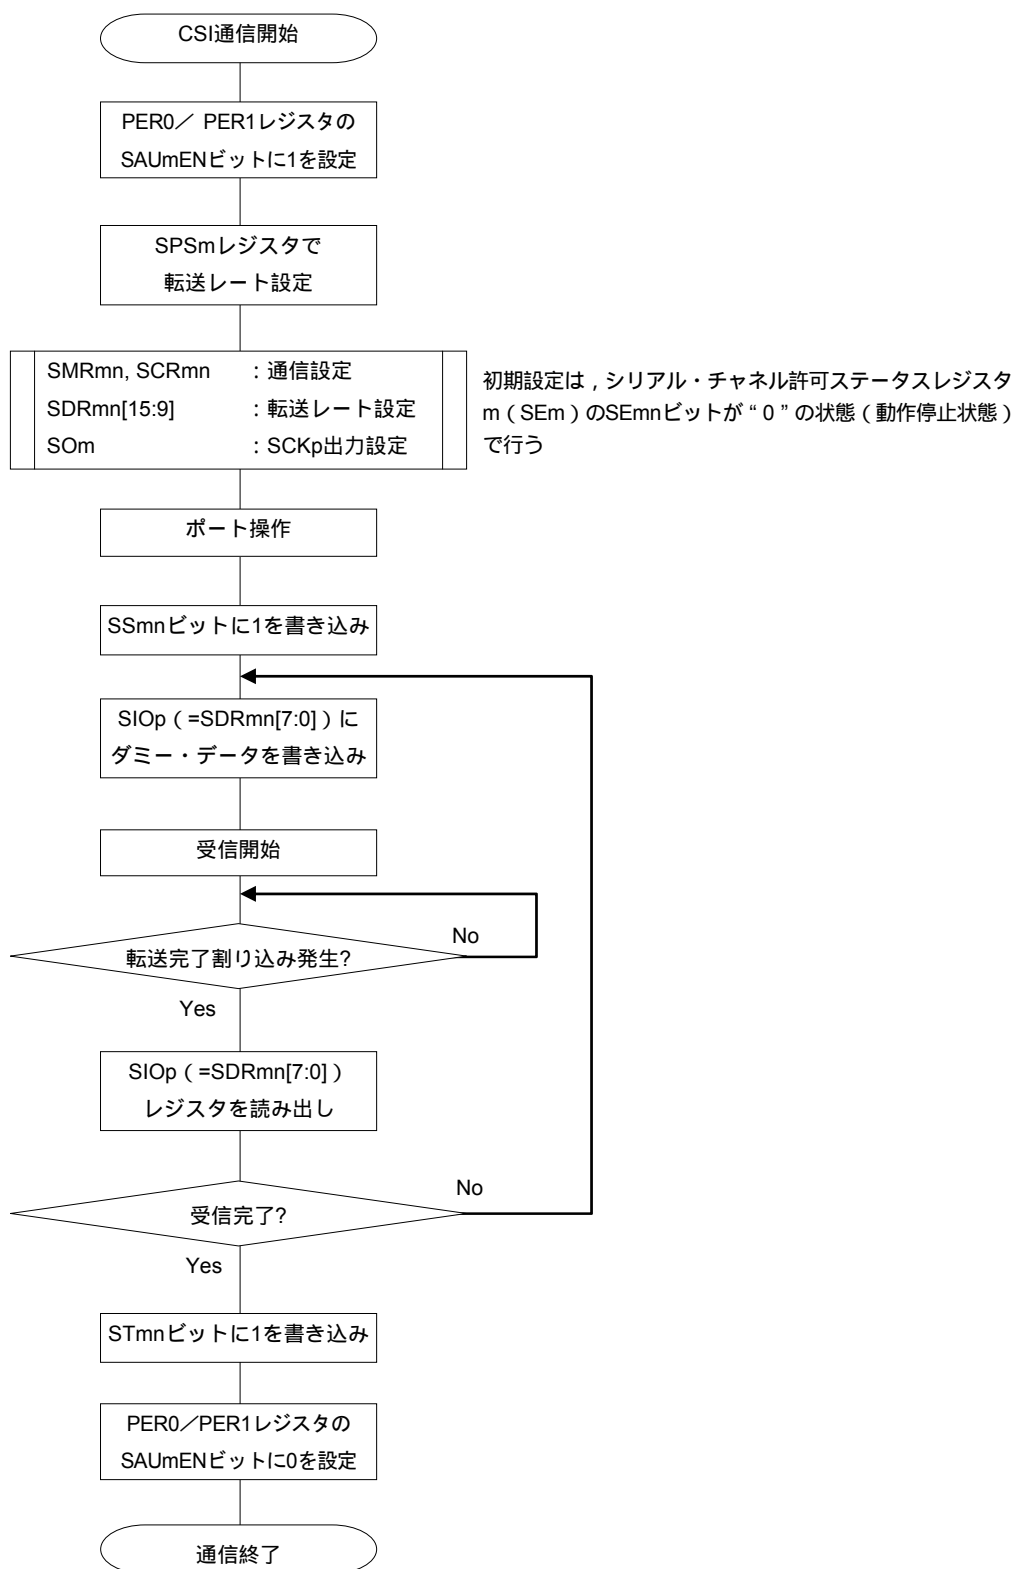 CSI通信開始
PER0／ PER1レジスタの
SAUmENビットに1を設定
SPSmレジスタで
転送レート設定
SMRmn, SCRmn ：通信設定
SDRmn[15:9] ：転送レート設定
SOm ：SCKp出力設定
初期設定は，シリアル・チャネル許可ステータスレジスタ
m（SEm）のSEmnビットが“0”の状態（動作停止状態）
で行う
ポート操作
SSmnビットに1を書き込み
SIOp（=SDRmn[7:0]）に
ダミー・データを書き込み
受信開始
転送完了割り込み発生?
No
Yes
SIOp（=SDRmn[7:0]）
レジスタを読み出し
受信完了?
No
Yes
STmnビットに1を書き込み
PER0／PER1レジスタの
SAUmENビットに0を設定
通信終了